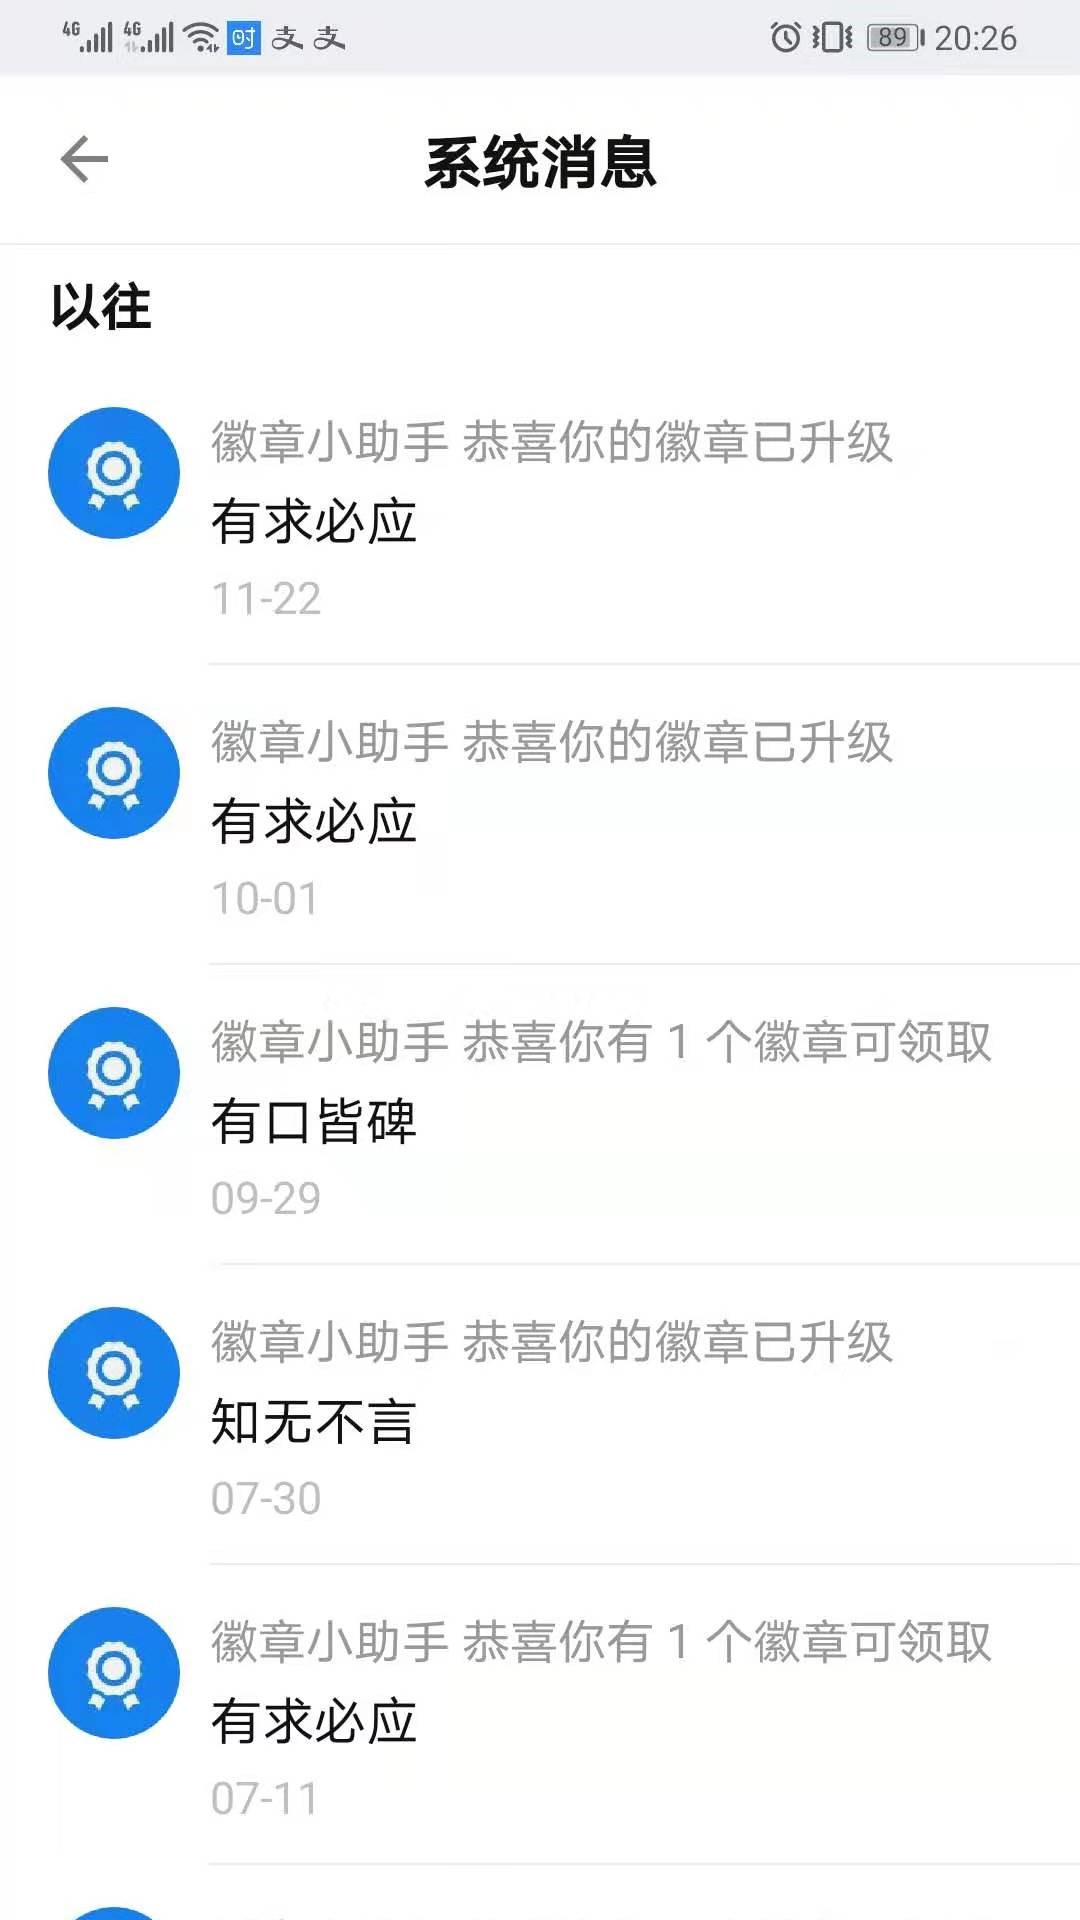 4G 4G 时 支 支 89 20:26
系统消息
以往
徽章小助手 恭喜你的徽章已升级
有求必应
11-22
徽章小助手 恭喜你的徽章已升级
有求必应
10-01
徽章小助手 恭喜你有 1 个徽章可领取
有口皆碑
09-29
徽章小助手 恭喜你的徽章已升级
知无不言
07-30
徽章小助手 恭喜你有 1 个徽章可领取
有求必应
07-11